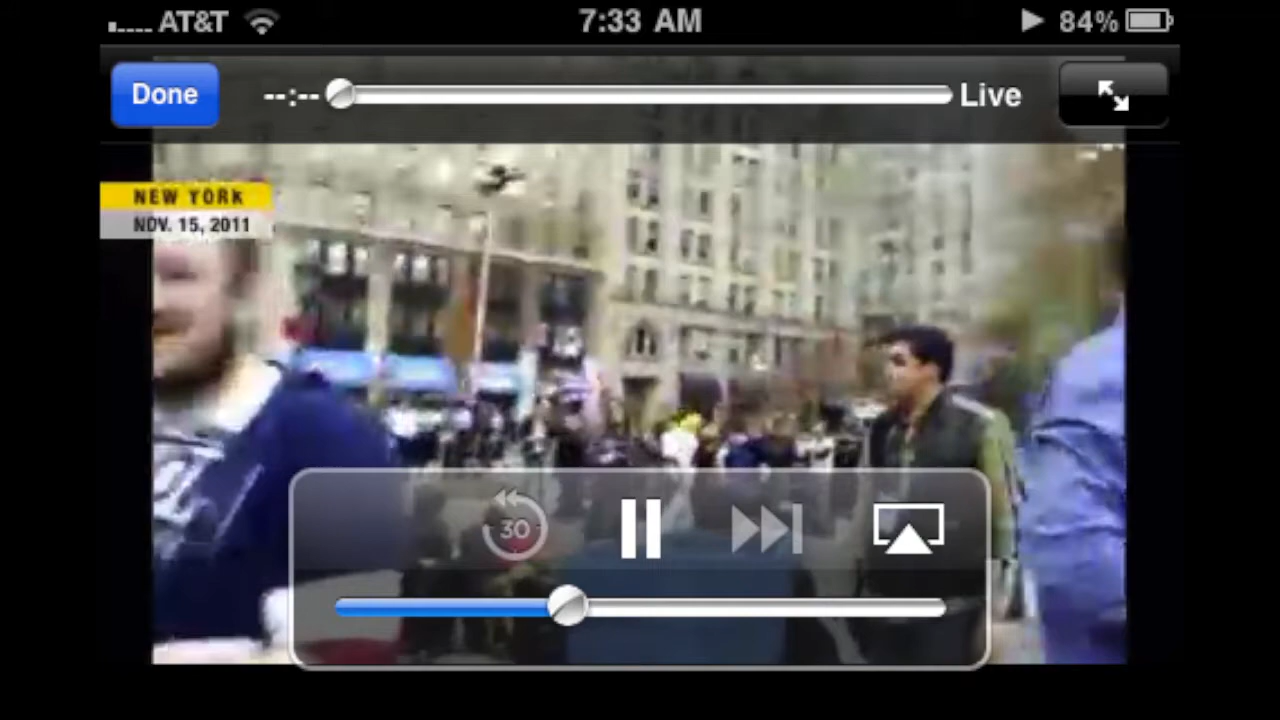 AT&T 7:33 AM 84%
Done --:-- Live
NEW YORK
NOV. 15, 2011
30